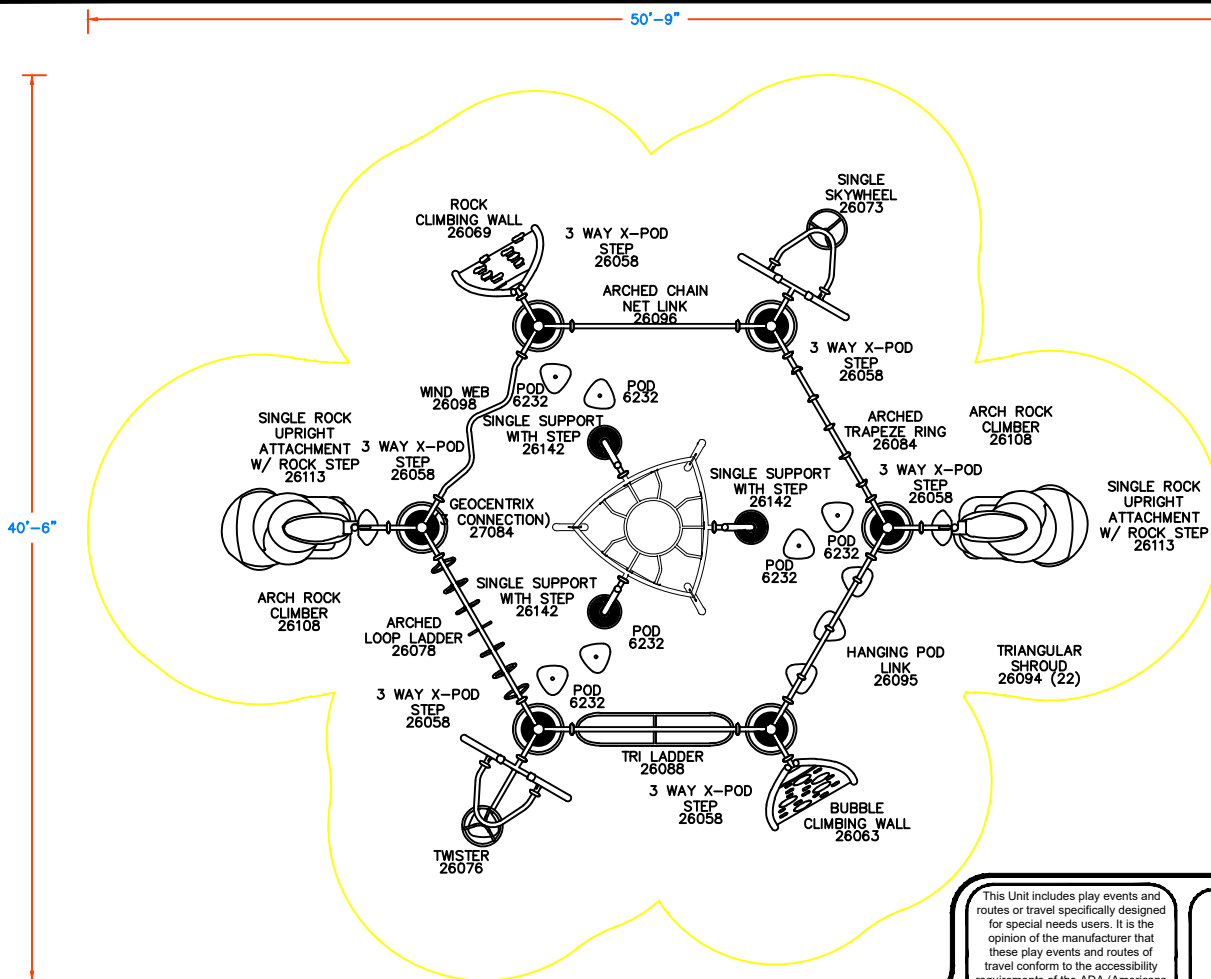 50'-9"
40'-6"
ROCK
CLIMBING WALL
26069
3 WAY X-POD
STEP
26058
SINGLE
SKYWHEEL
26073
ARCHED CHAIN
NET LINK
26096
3 WAY X-POD
STEP
26058
WIND WEB
26098
POD
6232
POD
6232
SINGLE SUPPORT
WITH STEP
26142
ARCHED
TRAPEZE RING
26084
ARCH ROCK
CLIMBER
26108
SINGLE ROCK
UPRIGHT
ATTACHMENT
W/ ROCK STEP
26113
3 WAY X-POD
STEP
26058
SINGLE SUPPORT
WITH STEP
26142
3 WAY X-POD
STEP
26058
SINGLE ROCK
UPRIGHT
ATTACHMENT
W/ ROCK STEP
26113
GEOCENTRIX
CONNECTION)
27084
POD
6232
POD
6232
ARCH ROCK
CLIMBER
26108
SINGLE SUPPORT
WITH STEP
26142
ARCHED
LOOP LADDER
26078
POD
6232
HANGING POD
LINK
26095
TRIANGULAR
SHROUD
26094 (22)
3 WAY X-POD
STEP
26058
POD
6232
TRI LADDER
26088
3 WAY X-POD
STEP
26058
BUBBLE
CLIMBING WALL
26063
TWISTER
26076
This Unit includes play events and
routes or travel specifically designed
for special needs users. It is the
opinion of the manufacturer that
these play events and routes of
travel conform to the accessibility
requirements of the ADA (Americans